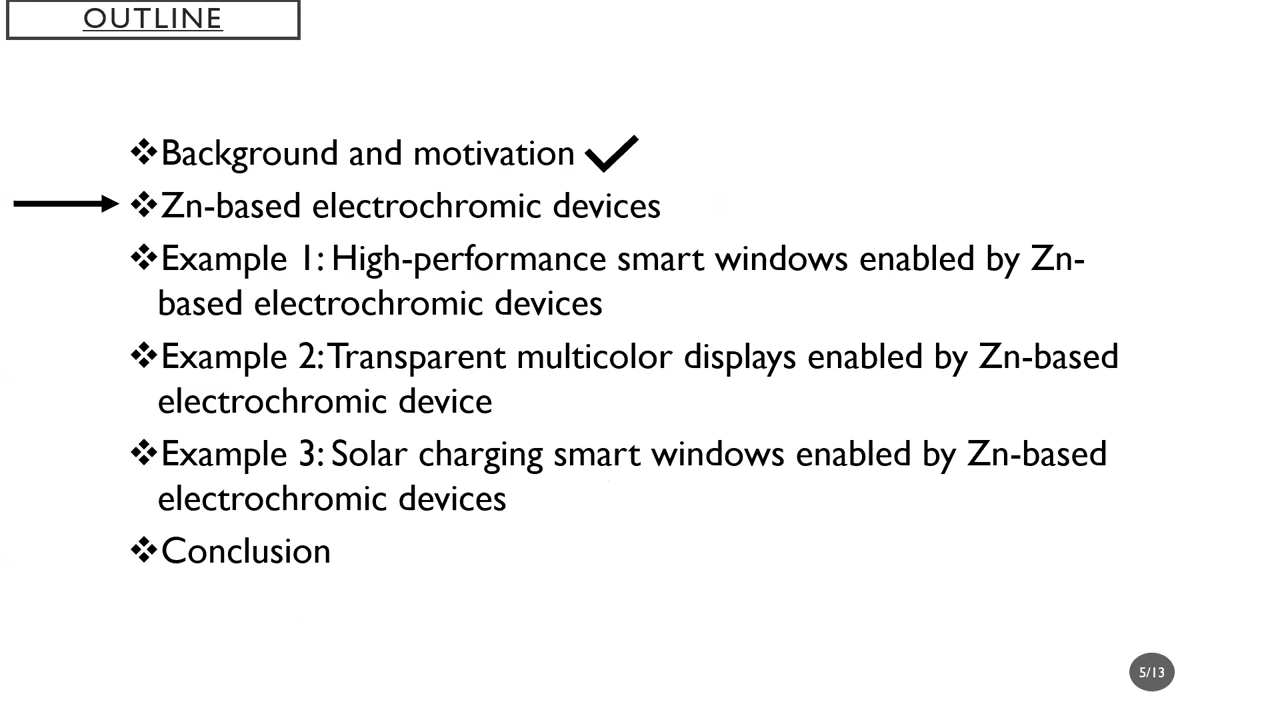 OUTLINE
❖Background and motivation ✓
❖Zn-based electrochromic devices
❖Example 1: High-performance smart windows enabled by Zn-
based electrochromic devices
❖Example 2: Transparent multicolor displays enabled by Zn-based
electrochromic device
❖Example 3: Solar charging smart windows enabled by Zn-based
electrochromic devices
❖Conclusion
5/13